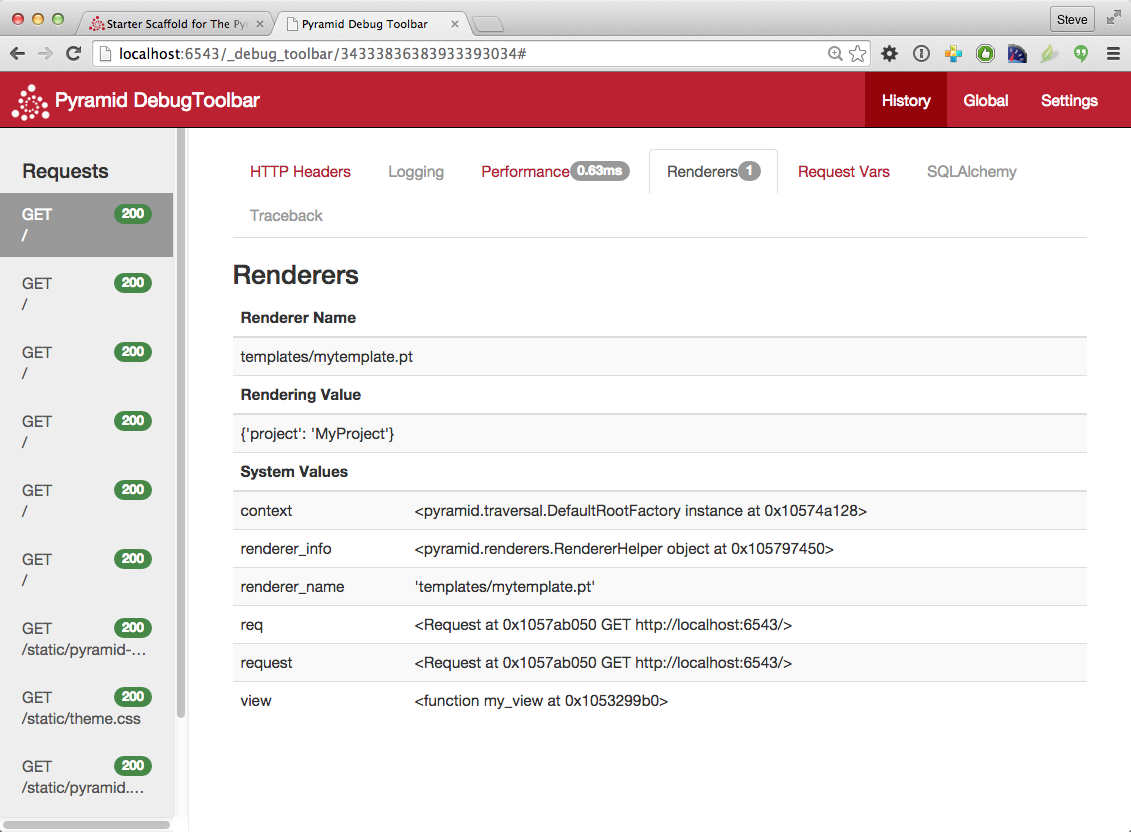 Starter Scaffold for The Py
Pyramid Debug Toolbar
Steve
localhost:6543/_debug_toolbar/34333836383933393034#
Pyramid DebugToolbar
History
Global
Settings
Requests
GET 200
/
GET 200
/
GET 200
/
GET 200
/
GET 200
/
GET 200
/
GET 200
/static/pyramid-...
GET 200
/static/theme.css
GET 200
/static/pyramid....
HTTP Headers
Logging
Performance 0.63ms
Renderers 1
Request Vars
SQLAlchemy
Traceback
Renderers
Renderer Name
templates/mytemplate.pt
Rendering Value
{'project': 'MyProject'}
System Values
context <pyramid.traversal.DefaultRootFactory instance at 0x10574a128>
renderer_info <pyramid.renderers.RendererHelper object at 0x105797450>
renderer_name 'templates/mytemplate.pt'
req <Request at 0x1057ab050 GET http://localhost:6543/>
request <Request at 0x1057ab050 GET http://localhost:6543/>
view <function my_view at 0x1053299b0>